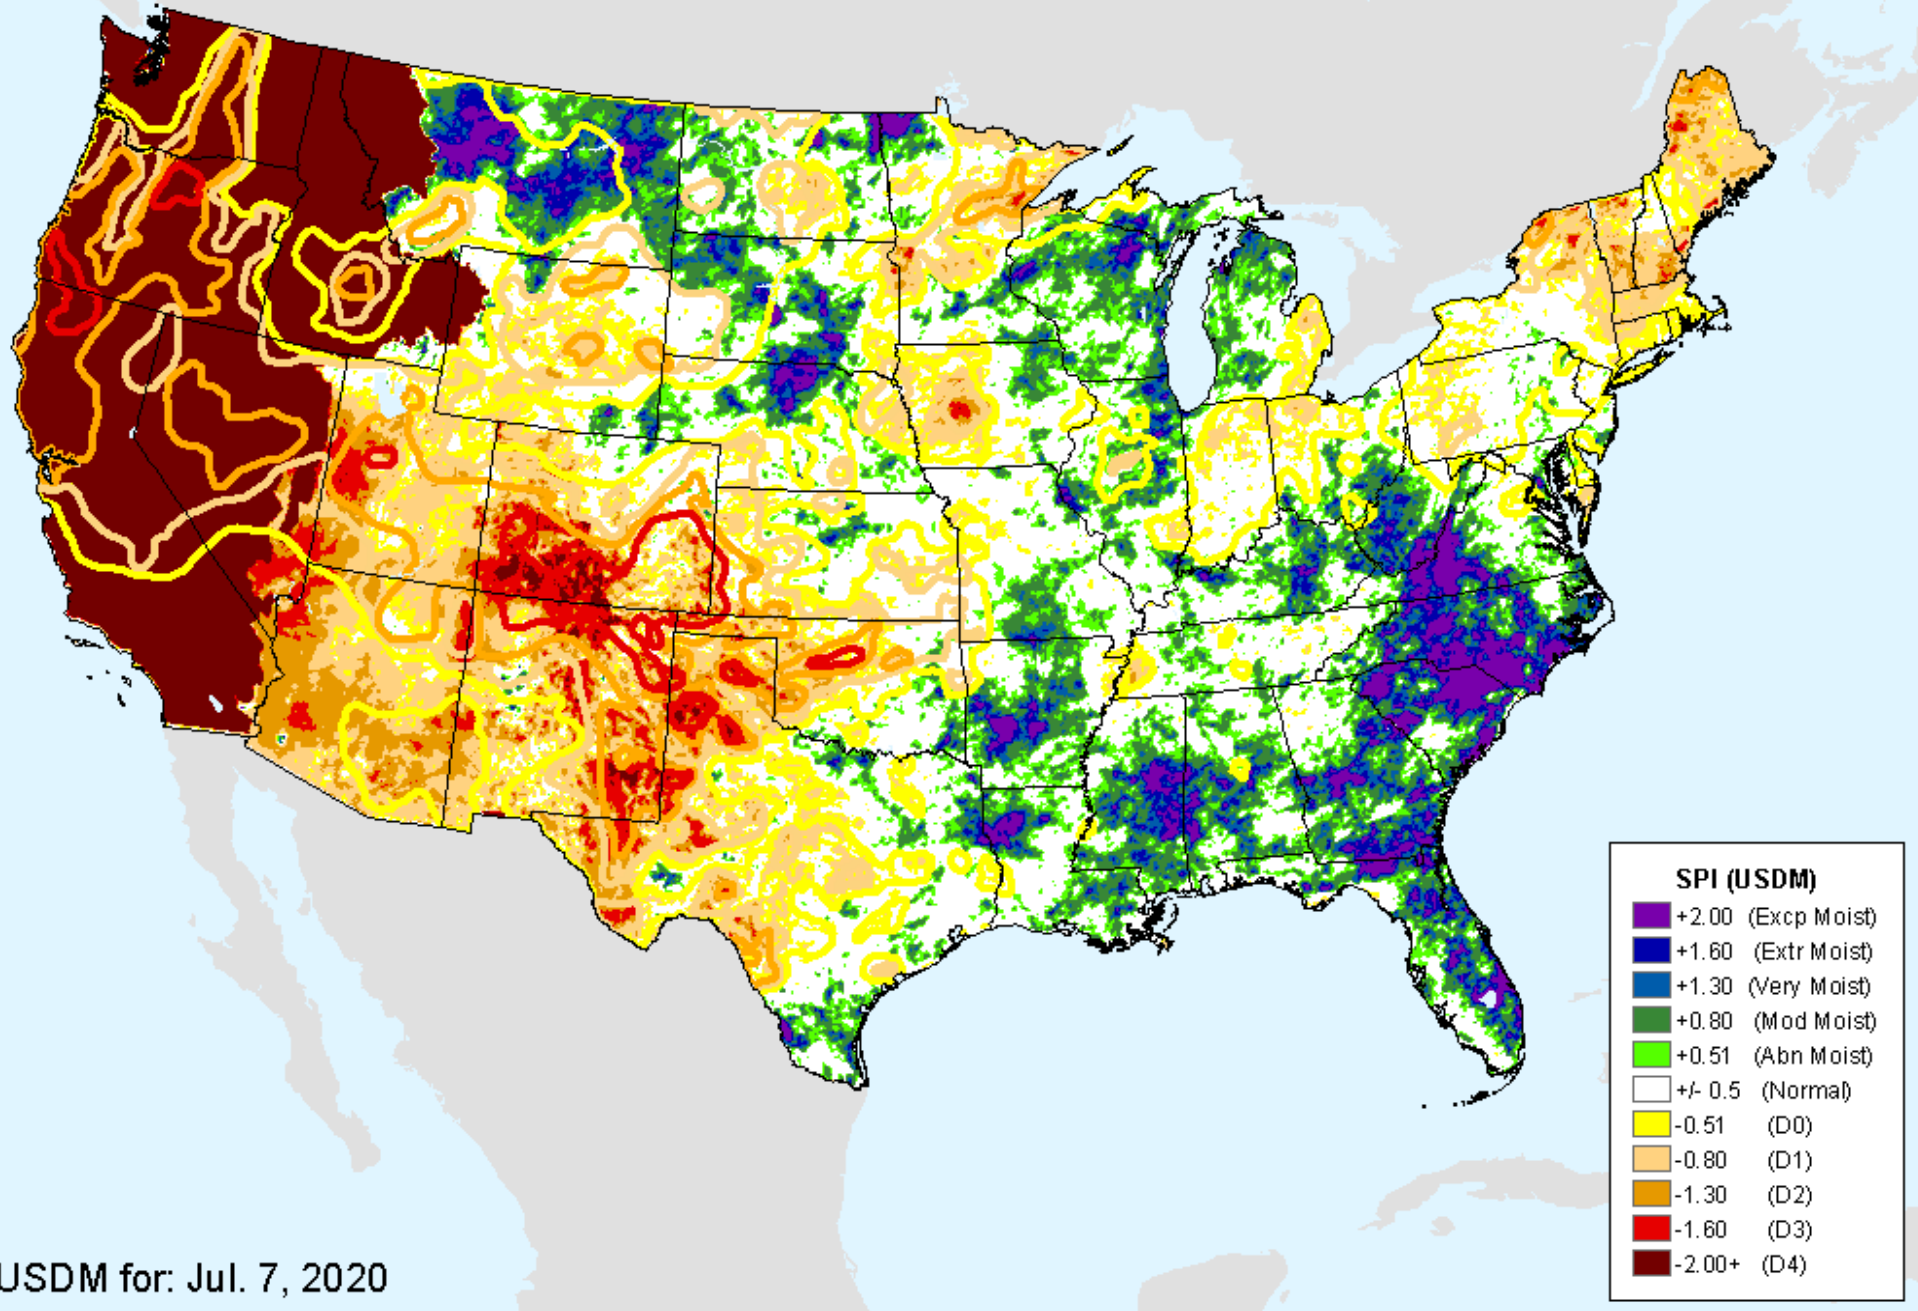 SPI (USDM)
+2.00 (Excp Moist)
+1.60 (Extr Moist)
+1.30 (Very Moist)
+0.80 (Mod Moist)
+0.51 (Abn Moist)
+/- 0.5 (Normal)
-0.51 (D0)
-0.80 (D1)
-1.30 (D2)
-1.60 (D3)
-2.00+ (D4)
USDM for: Jul. 7, 2020